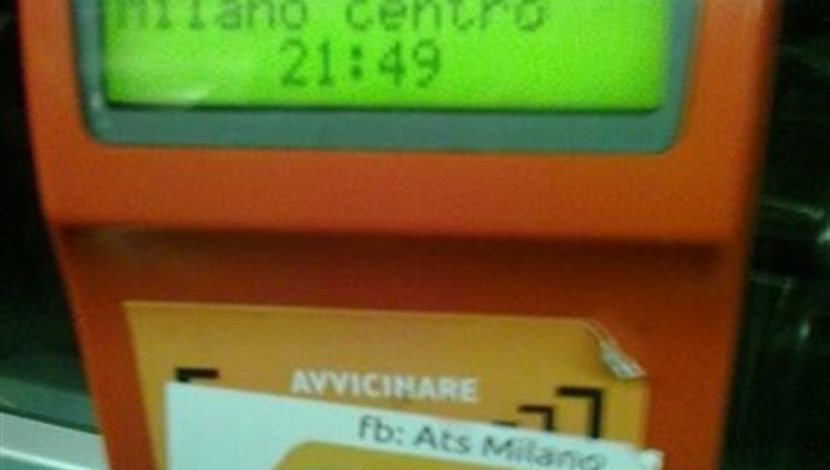 milano centro
21:49
AVVICINARE
fb: Ats Milano